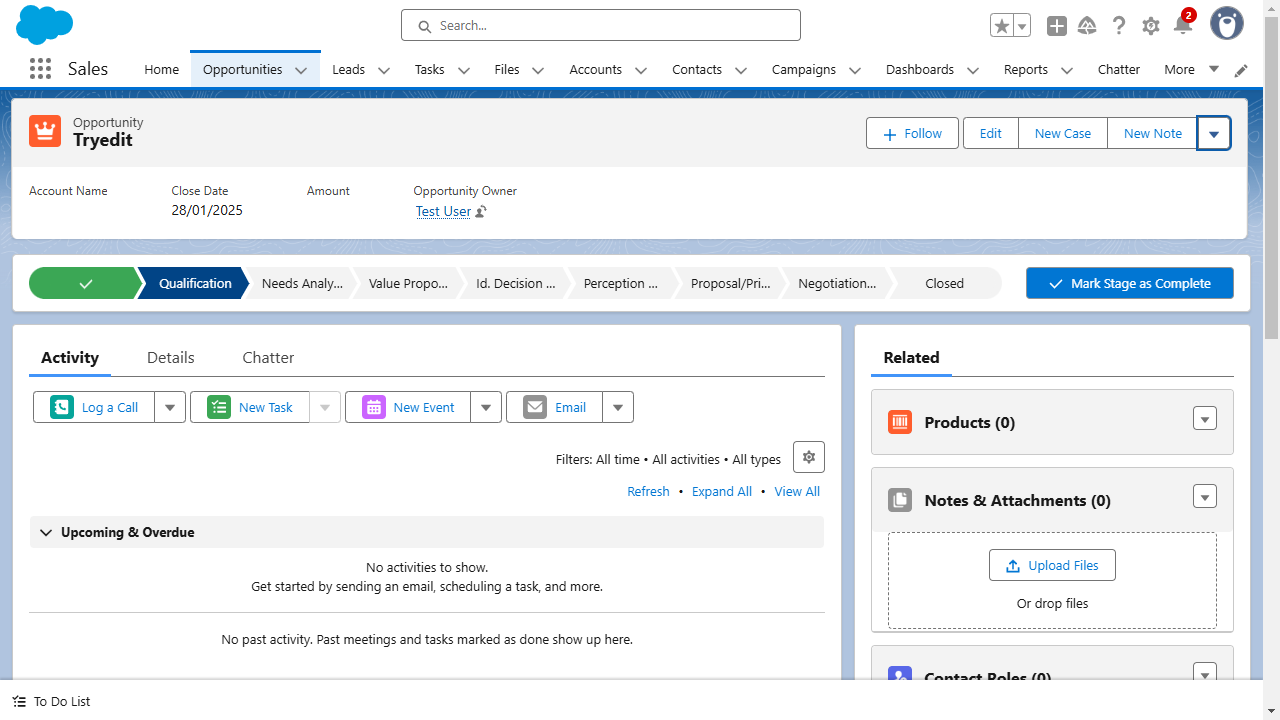 Search...
2
Sales
Home
Opportunities
Leads
Tasks
Files
Accounts
Contacts
Campaigns
Dashboards
Reports
Chatter
More
Opportunity
Tryedit
Follow
Edit
New Case
New Note
Account Name
Close Date
Amount
Opportunity Owner
28/01/2025
Test User
Qualification
Needs Analy...
Value Propo...
Id. Decision ...
Perception ...
Proposal/Pri...
Negotiation...
Closed
Mark Stage as Complete
Activity
Details
Chatter
Log a Call
New Task
New Event
Email
Filters: All time • All activities • All types
Refresh • Expand All • View All
Upcoming & Overdue
No activities to show.
Get started by sending an email, scheduling a task, and more.
No past activity. Past meetings and tasks marked as done show up here.
Related
Products (0)
Notes & Attachments (0)
Upload Files
Or drop files
Contact Roles (0)
To Do List